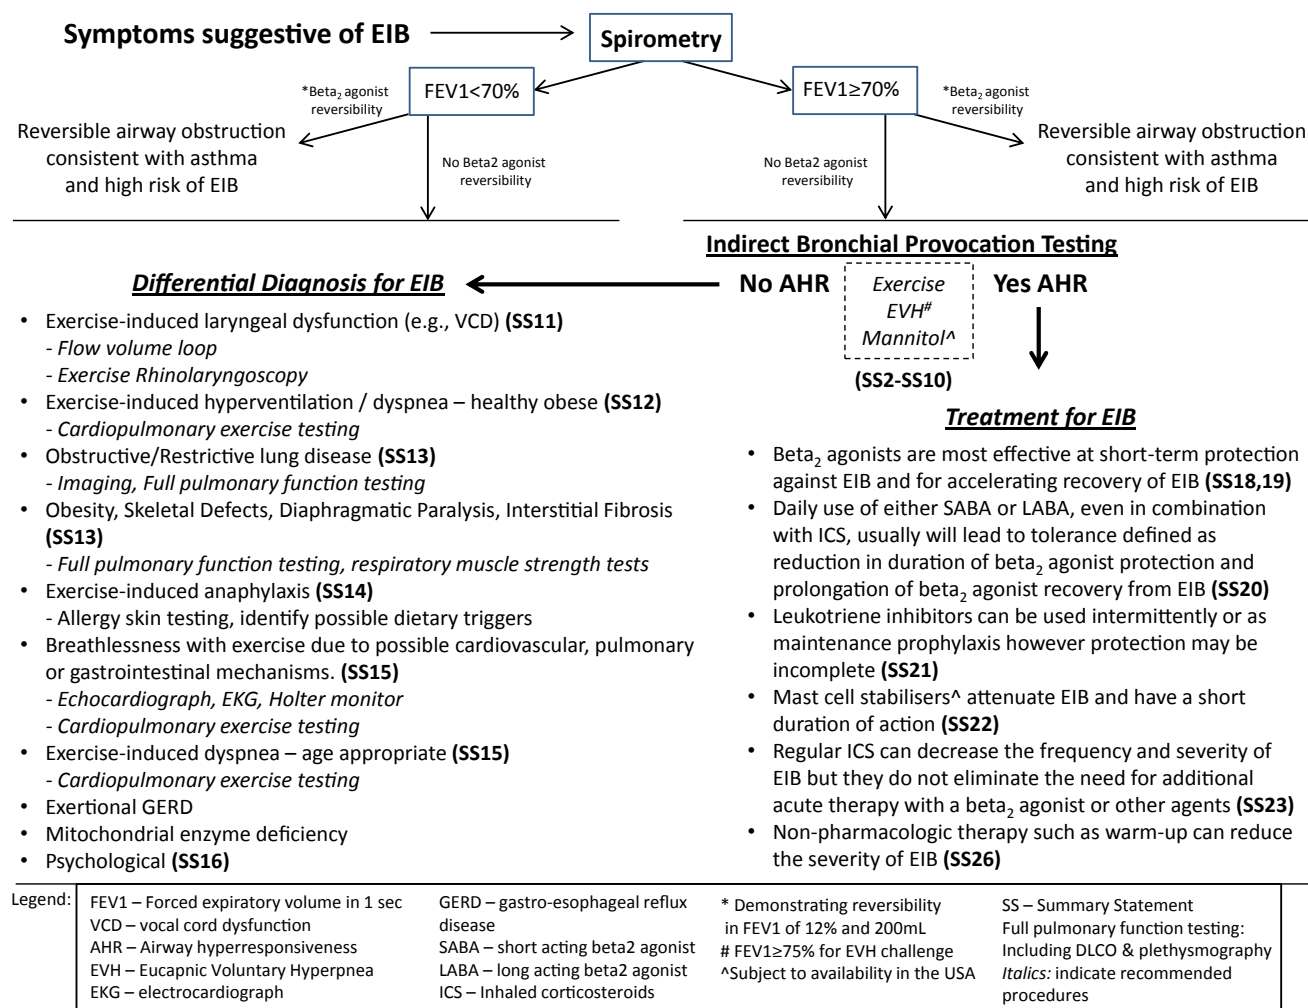 Symptoms suggestive of EIB
Spirometry
FEV1<70%
FEV1≥70%
*Beta₂ agonist
reversibility
*Beta₂ agonist
reversibility
Reversible airway obstruction
consistent with asthma
and high risk of EIB
No Beta2 agonist
reversibility
No Beta2 agonist
reversibility
Reversible airway obstruction
consistent with asthma
and high risk of EIB
Indirect Bronchial Provocation Testing
No AHR
Exercise
EVH#
Mannitol^
Yes AHR
(SS2-SS10)
Differential Diagnosis for EIB
• Exercise-induced laryngeal dysfunction (e.g., VCD) (SS11)
- Flow volume loop
- Exercise Rhinolaryngoscopy
• Exercise-induced hyperventilation / dyspnea – healthy obese (SS12)
- Cardiopulmonary exercise testing
• Obstructive/Restrictive lung disease (SS13)
- Imaging, Full pulmonary function testing
• Obesity, Skeletal Defects, Diaphragmatic Paralysis, Interstitial Fibrosis
(SS13)
- Full pulmonary function testing, respiratory muscle strength tests
• Exercise-induced anaphylaxis (SS14)
- Allergy skin testing, identify possible dietary triggers
• Breathlessness with exercise due to possible cardiovascular, pulmonary
or gastrointestinal mechanisms. (SS15)
- Echocardiograph, EKG, Holter monitor
- Cardiopulmonary exercise testing
• Exercise-induced dyspnea – age appropriate (SS15)
- Cardiopulmonary exercise testing
• Exertional GERD
• Mitochondrial enzyme deficiency
• Psychological (SS16)
Treatment for EIB
• Beta₂ agonists are most effective at short-term protection
against EIB and for accelerating recovery of EIB (SS18,19)
• Daily use of either SABA or LABA, even in combination
with ICS, usually will lead to tolerance defined as
reduction in duration of beta₂ agonist protection and
prolongation of beta₂ agonist recovery from EIB (SS20)
• Leukotriene inhibitors can be used intermittently or as
maintenance prophylaxis however protection may be
incomplete (SS21)
• Mast cell stabilisers^ attenuate EIB and have a short
duration of action (SS22)
• Regular ICS can decrease the frequency and severity of
EIB but they do not eliminate the need for additional
acute therapy with a beta₂ agonist or other agents (SS23)
• Non-pharmacologic therapy such as warm-up can reduce
the severity of EIB (SS26)
Legend:
FEV1 – Forced expiratory volume in 1 sec
VCD – vocal cord dysfunction
AHR – Airway hyperresponsiveness
EVH – Eucapnic Voluntary Hyperpnea
EKG – electrocardiograph
GERD – gastro-esophageal reflux
disease
SABA – short acting beta2 agonist
LABA – long acting beta2 agonist
ICS – Inhaled corticosteroids
* Demonstrating reversibility
in FEV1 of 12% and 200mL
# FEV1≥75% for EVH challenge
^Subject to availability in the USA
SS – Summary Statement
Full pulmonary function testing:
Including DLCO & plethysmography
Italics: indicate recommended
procedures